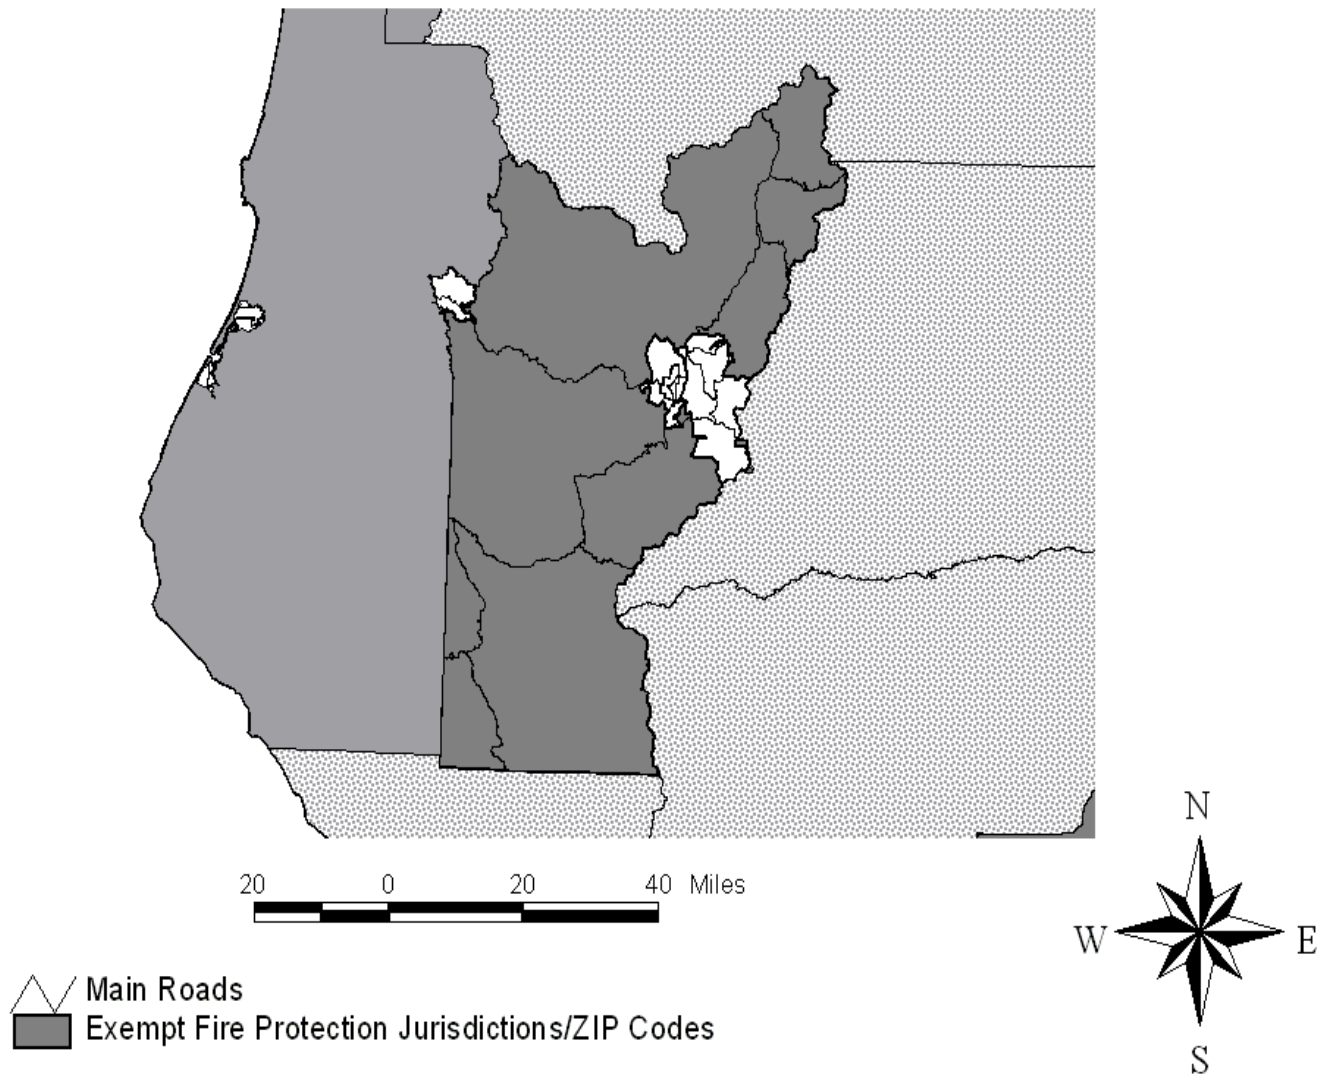 20 0 20 40 Miles
N
W E
S
Main Roads
Exempt Fire Protection Jurisdictions/ZIP Codes